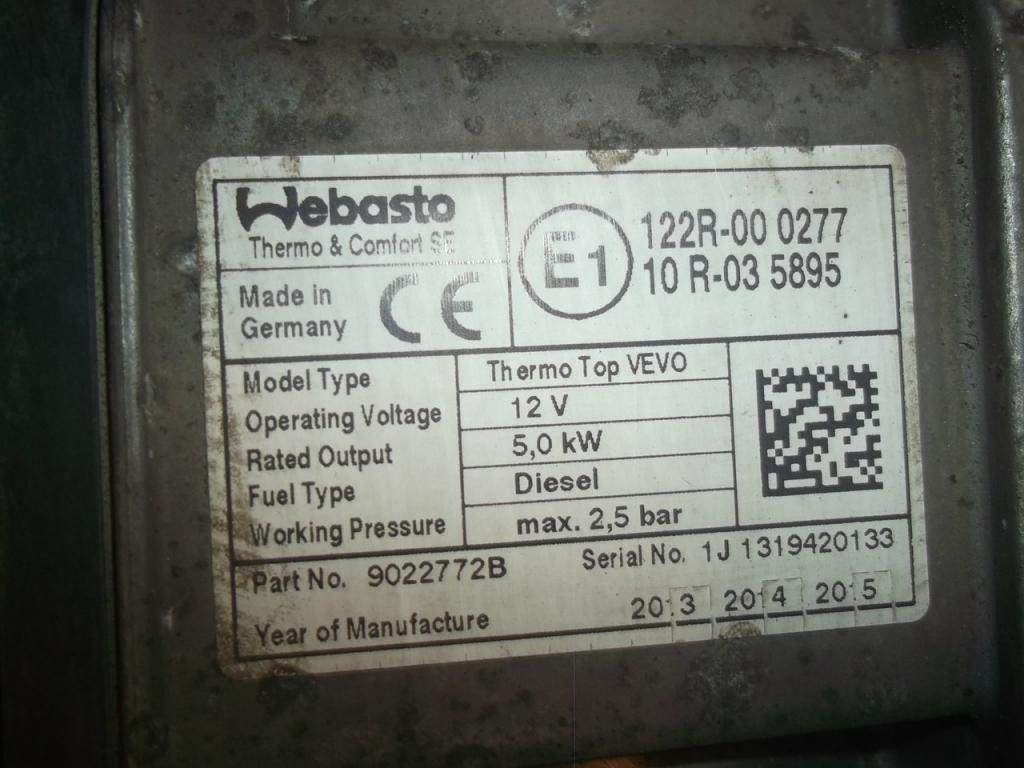 Webasto
Thermo & Comfort SE
Made in
Germany
CE
E1
122R-00 0277
10 R-03 5895
Model Type Thermo Top VEVO
Operating Voltage 12 V
Rated Output 5,0 kW
Fuel Type Diesel
Working Pressure max. 2,5 bar
Part No. 9022772B Serial No. 1J 1319420133
Year of Manufacture 2013 2014 2015